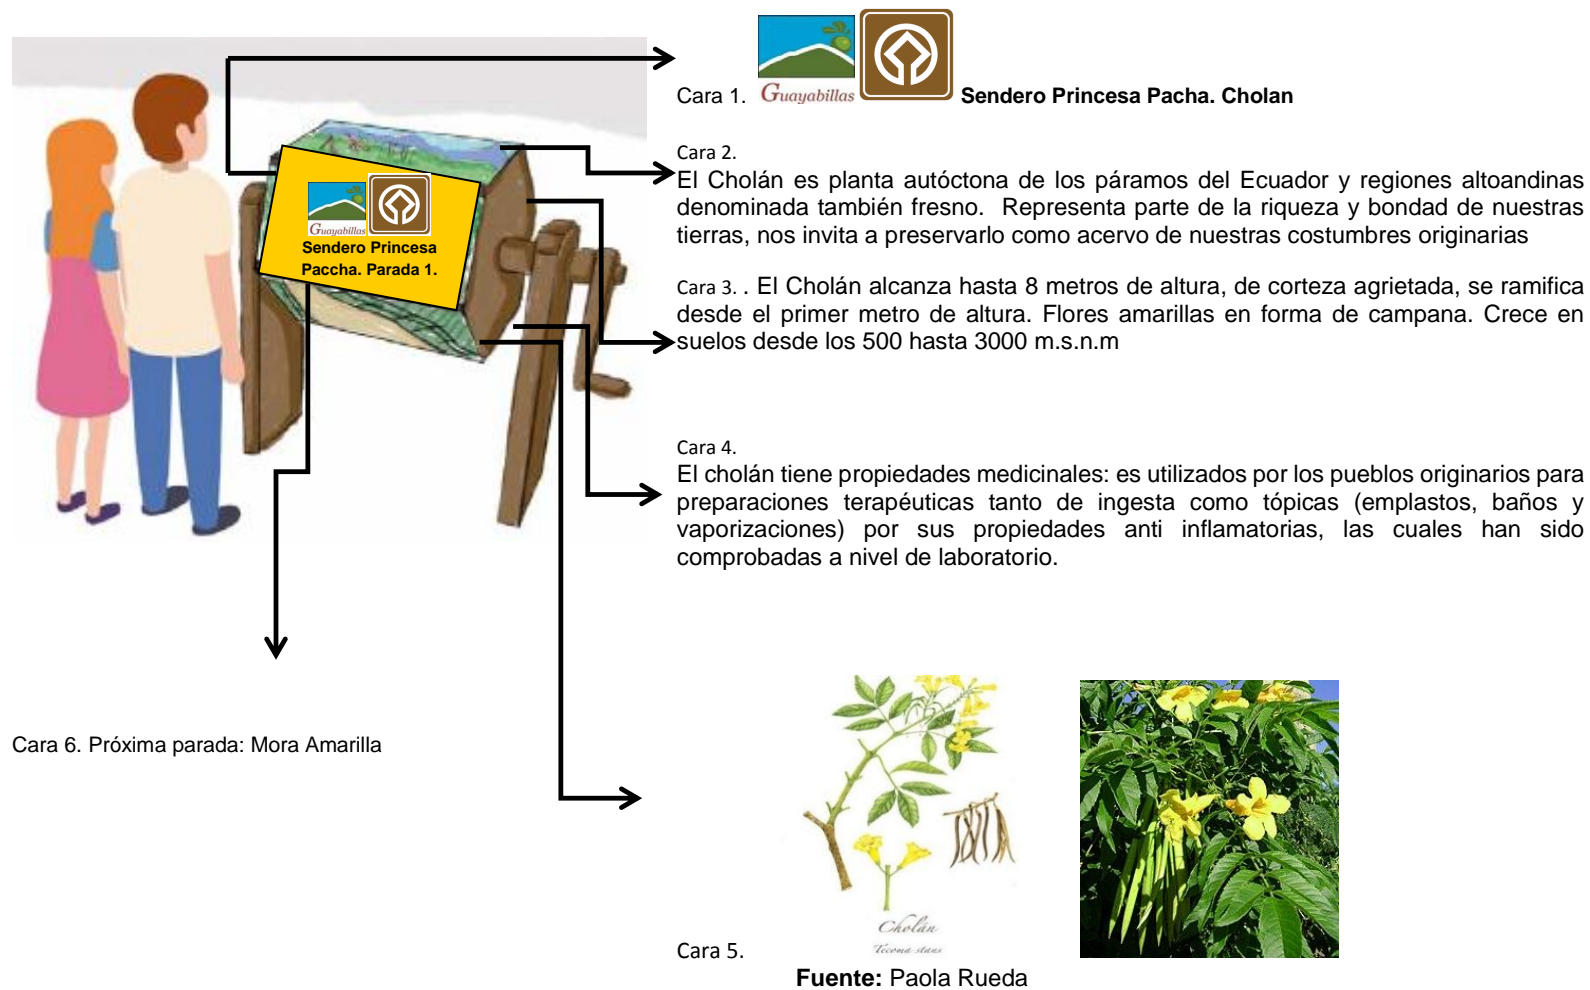 Cara 1. Guayabillas Sendero Princesa Pacha. Cholan
Cara 2.
El Cholán es planta autóctona de los páramos del Ecuador y regiones altoandinas
denominada también fresno. Representa parte de la riqueza y bondad de nuestras
tierras, nos invita a preservarlo como acervo de nuestras costumbres originarias
Guayabillas
Sendero Princesa
Paccha. Parada 1.
Cara 3. . El Cholán alcanza hasta 8 metros de altura, de corteza agrietada, se ramifica
desde el primer metro de altura. Flores amarillas en forma de campana. Crece en
suelos desde los 500 hasta 3000 m.s.n.m
Cara 4.
El cholán tiene propiedades medicinales: es utilizados por los pueblos originarios para
preparaciones terapéuticas tanto de ingesta como tópicas (emplastos, baños y
vaporizaciones) por sus propiedades anti inflamatorias, las cuales han sido
comprobadas a nivel de laboratorio.
Cara 6. Próxima parada: Mora Amarilla
Cholán
Tecoma stans
Cara 5.
Fuente: Paola Rueda